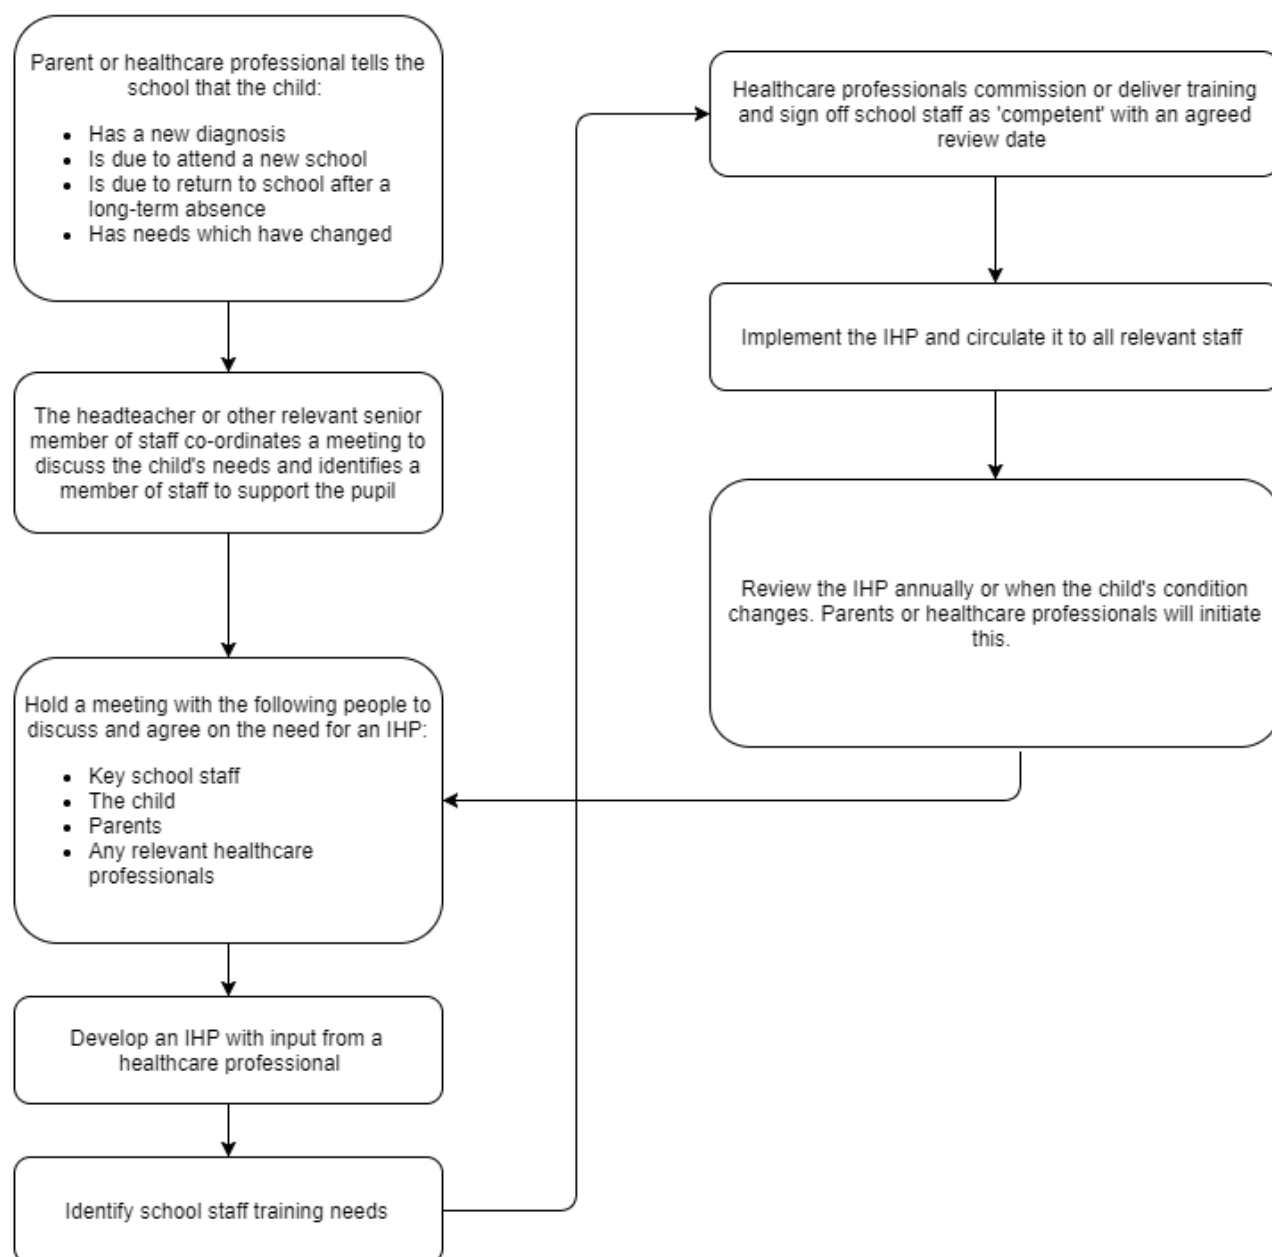 Parent or healthcare professional tells the
school that the child:
• Has a new diagnosis
• Is due to attend a new school
• Is due to return to school after a
long-term absence
• Has needs which have changed
The headteacher or other relevant senior
member of staff co-ordinates a meeting to
discuss the child's needs and identifies a
member of staff to support the pupil
Hold a meeting with the following people to
discuss and agree on the need for an IHP:
• Key school staff
• The child
• Parents
• Any relevant healthcare
professionals
Develop an IHP with input from a
healthcare professional
Identify school staff training needs
Healthcare professionals commission or deliver training
and sign off school staff as 'competent' with an agreed
review date
Implement the IHP and circulate it to all relevant staff
Review the IHP annually or when the child's condition
changes. Parents or healthcare professionals will initiate
this.